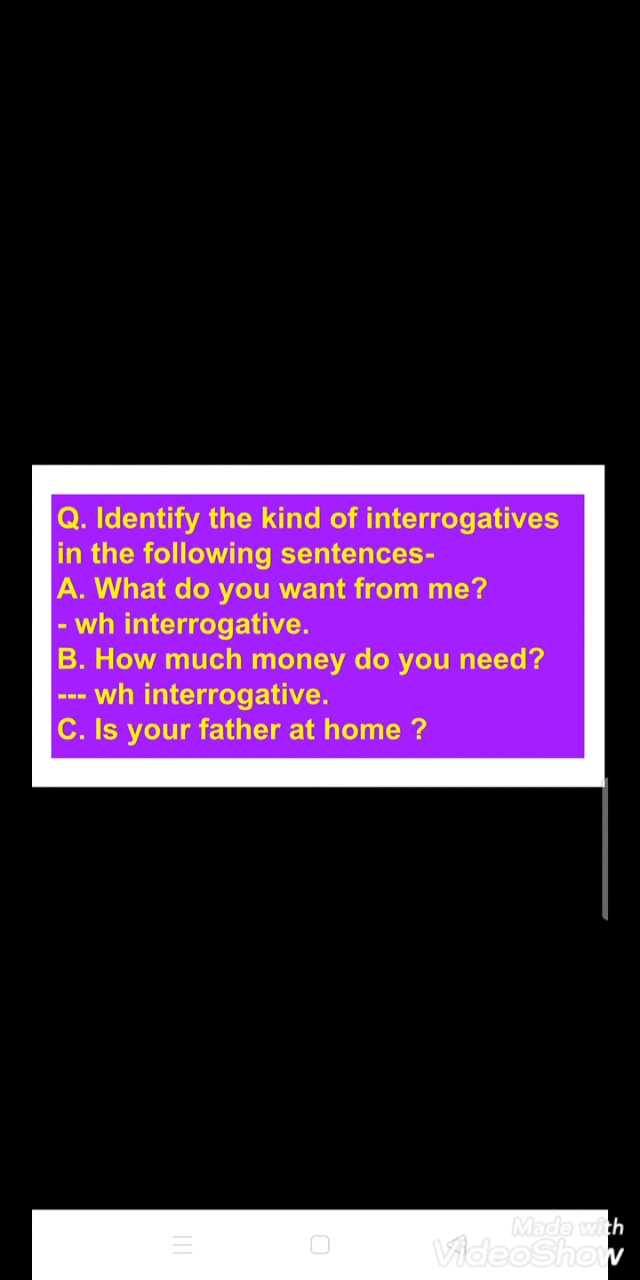 Q. Identify the kind of interrogatives
in the following sentences-
A. What do you want from me?
- wh interrogative.
B. How much money do you need?
--- wh interrogative.
C. Is your father at home ?
Made with
VideoShow